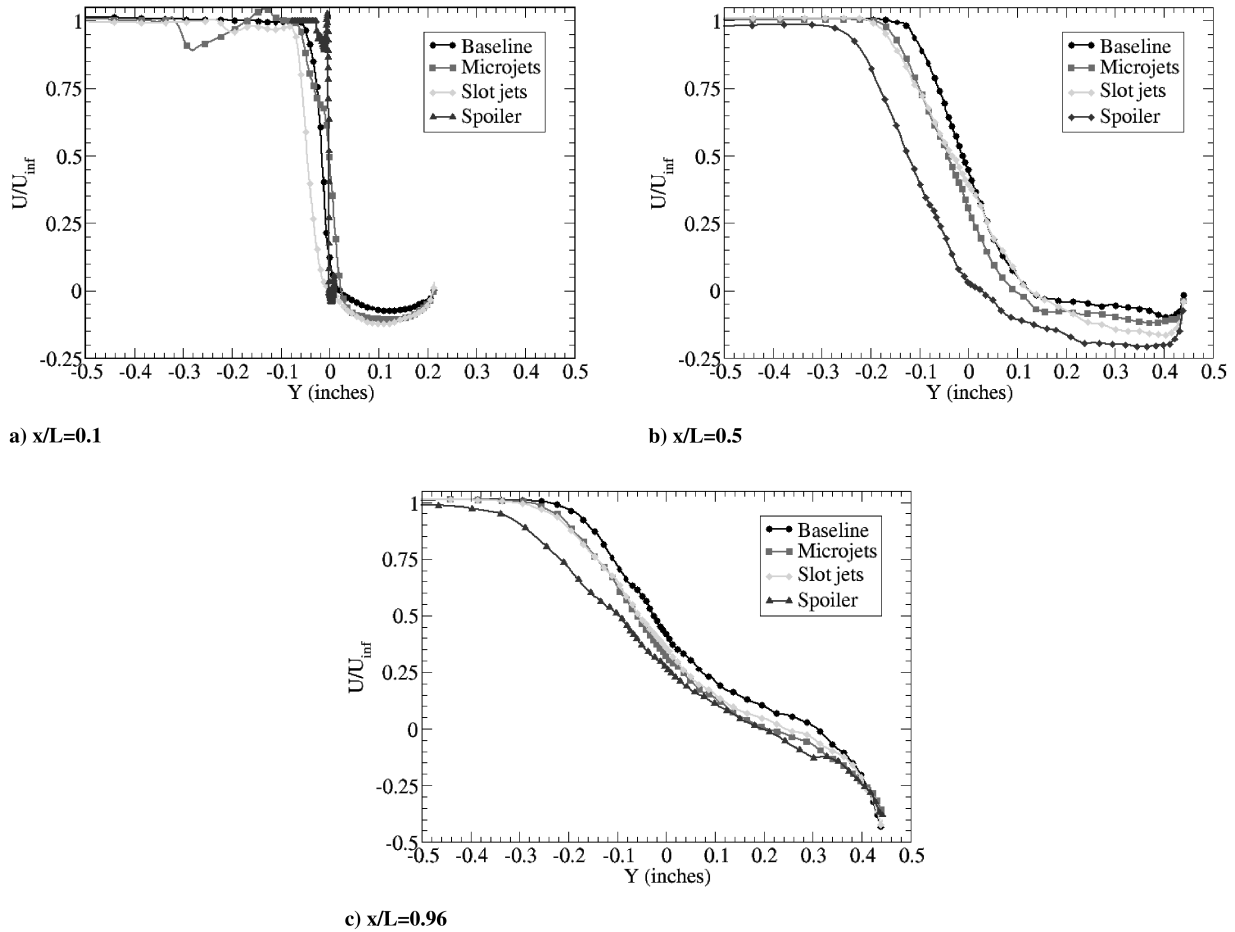 1
0.75
0.5
0.25
0
-0.25
U/U_inf
-0.5 -0.4 -0.3 -0.2 -0.1 0 0.1 0.2 0.3 0.4 0.5
Y (inches)
Baseline
Microjets
Slot jets
Spoiler
a) x/L=0.1
1
0.75
0.5
0.25
0
-0.25
U/U_inf
-0.5 -0.4 -0.3 -0.2 -0.1 0 0.1 0.2 0.3 0.4 0.5
Y (inches)
Baseline
Microjets
Slot jets
Spoiler
b) x/L=0.5
1
0.75
0.5
0.25
0
-0.25
-0.5
U/U_inf
-0.5 -0.4 -0.3 -0.2 -0.1 0 0.1 0.2 0.3 0.4 0.5
Y (inches)
Baseline
Microjets
Slot jets
Spoiler
c) x/L=0.96